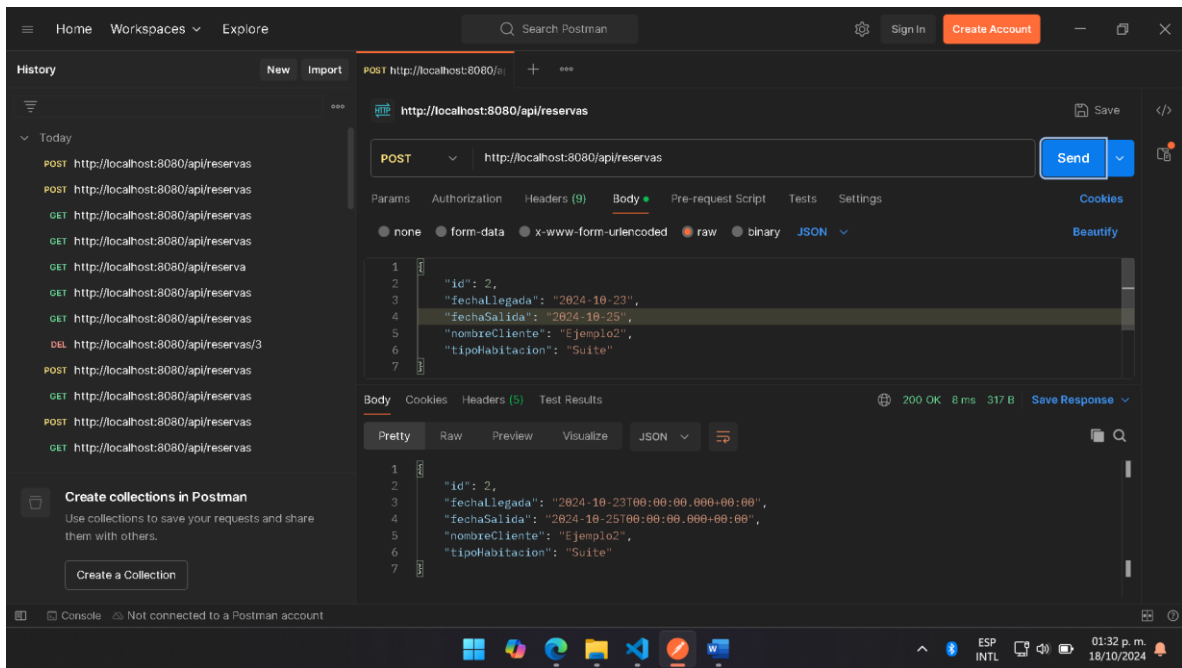 Home Workspaces Explore Search Postman Sign In Create Account
History New Import POST http://localhost:8080/a
HTTP http://localhost:8080/api/reservas Save
Today
POST http://localhost:8080/api/reservas
POST http://localhost:8080/api/reservas
GET http://localhost:8080/api/reservas
GET http://localhost:8080/api/reservas
GET http://localhost:8080/api/reserva
GET http://localhost:8080/api/reservas
GET http://localhost:8080/api/reservas
DEL http://localhost:8080/api/reservas/3
POST http://localhost:8080/api/reservas
GET http://localhost:8080/api/reservas
POST http://localhost:8080/api/reservas
GET http://localhost:8080/api/reservas
Create collections in Postman
Use collections to save your requests and share
them with others.
Create a Collection
POST http://localhost:8080/api/reservas Send
Params Authorization Headers (9) Body Pre-request Script Tests Settings Cookies
none form-data x-www-form-urlencoded raw binary JSON Beautify
1 {
2 "id": 2,
3 "fechaLlegada": "2024-10-23",
4 "fechaSalida": "2024-10-25",
5 "nombreCliente": "Ejemplo2",
6 "tipoHabitacion": "Suite"
7 }
Body Cookies Headers (5) Test Results 200 OK 8 ms 317 B Save Response
Pretty Raw Preview Visualize JSON
1 {
2 "id": 2,
3 "fechaLlegada": "2024-10-23T00:00:00.000+00:00",
4 "fechaSalida": "2024-10-25T00:00:00.000+00:00",
5 "nombreCliente": "Ejemplo2",
6 "tipoHabitacion": "Suite"
7 }
Console Not connected to a Postman account
ESP
INTL
01:32 p. m.
18/10/2024